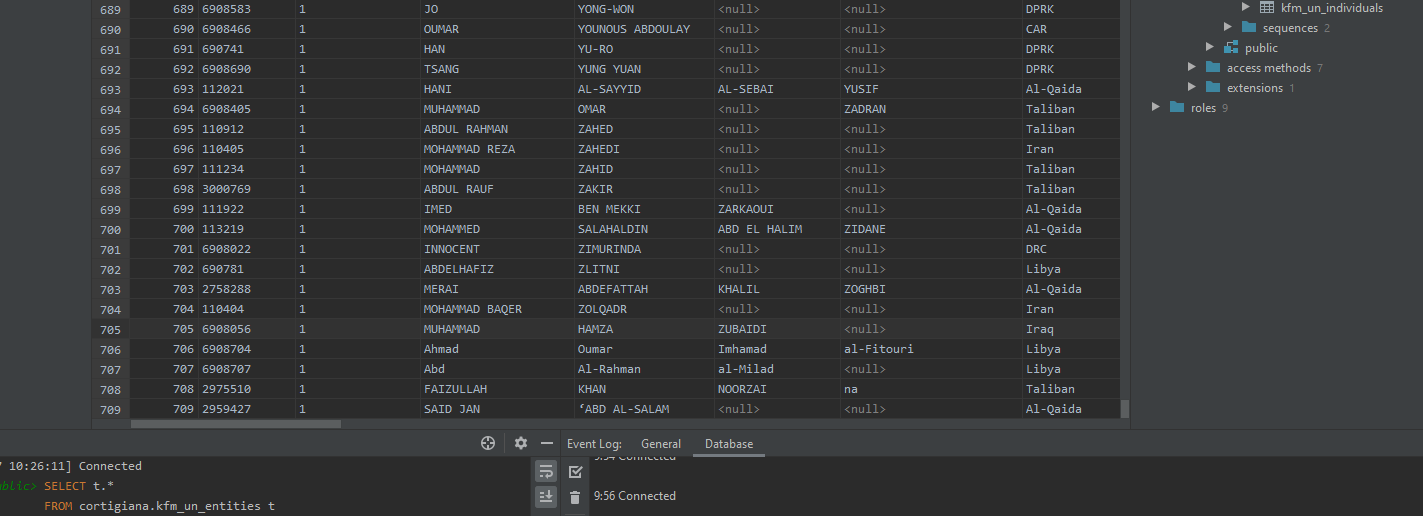 689 689 6908583 1 JO YONG-WON <null> <null> DPRK
690 690 6908466 1 OUMAR YOUNOUS ABDOULAY <null> <null> CAR
691 691 690741 1 HAN YU-RO <null> <null> DPRK
692 692 6908690 1 TSANG YUNG YUAN <null> <null> DPRK
693 693 112021 1 HANI AL-SAYYID AL-SEBAI YUSIF Al-Qaida
694 694 6908405 1 MUHAMMAD OMAR <null> ZADRAN Taliban
695 695 110912 1 ABDUL RAHMAN ZAHED <null> <null> Taliban
696 696 110405 1 MOHAMMAD REZA ZAHEDI <null> <null> Iran
697 697 111234 1 MOHAMMAD ZAHID <null> <null> Taliban
698 698 3000769 1 ABDUL RAUF ZAKIR <null> <null> Taliban
699 699 111922 1 IMED BEN MEKKI ZARKAOUI <null> Al-Qaida
700 700 113219 1 MOHAMMED SALAHALDIN ABD EL HALIM ZIDANE Al-Qaida
701 701 6908022 1 INNOCENT ZIMURINDA <null> <null> DRC
702 702 690781 1 ABDELHAFIZ ZLITNI <null> <null> Libya
703 703 2758288 1 MERAI ABDEFATTAH KHALIL ZOGHBI Al-Qaida
704 704 110404 1 MOHAMMAD BAQER ZOLQADR <null> <null> Iran
705 705 6908056 1 MUHAMMAD HAMZA ZUBAIDI <null> Iraq
706 706 6908704 1 Ahmad Oumar Imhamad al-Fitouri Libya
707 707 6908707 1 Abd Al-Rahman al-Milad <null> Libya
708 708 2975510 1 FAIZULLAH KHAN NOORZAI na Taliban
709 709 2959427 1 SAID JAN ‘ABD AL-SALAM <null> <null> Al-Qaida
kfm_un_individuals
sequences 2
public
access methods 7
extensions 1
roles 9
Event Log: General Database
10:26:11] Connected
SELECT t.*
FROM cortigiana.kfm_un_entities t
9:54 Connected
9:56 Connected